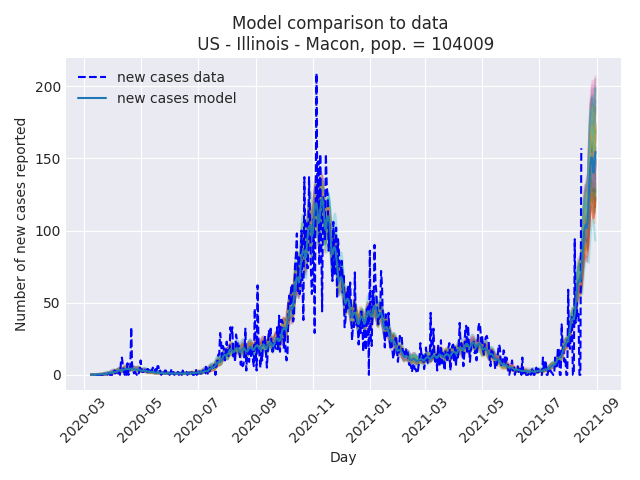 Model comparison to data
US - Illinois - Macon, pop. = 104009
new cases data
new cases model
Number of new cases reported
200
150
100
50
0
2020-03
2020-05
2020-07
2020-09
2020-11
2021-01
2021-03
2021-05
2021-07
2021-09
Day